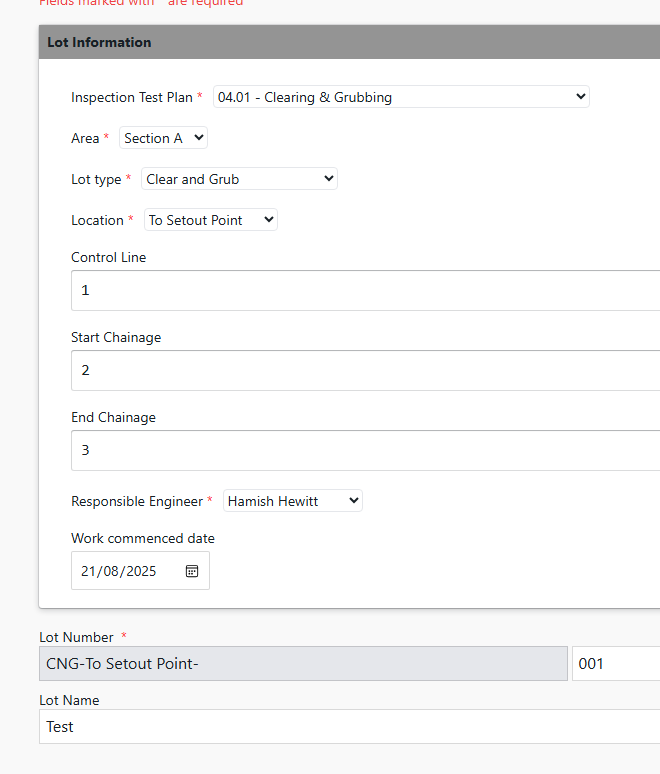 Fields marked with * are required
Lot Information
Inspection Test Plan * 04.01 - Clearing & Grubbing
Area * Section A
Lot type * Clear and Grub
Location * To Setout Point
Control Line
1
Start Chainage
2
End Chainage
3
Responsible Engineer * Hamish Hewitt
Work commenced date
21/08/2025
Lot Number *
CNG-To Setout Point- 001
Lot Name
Test